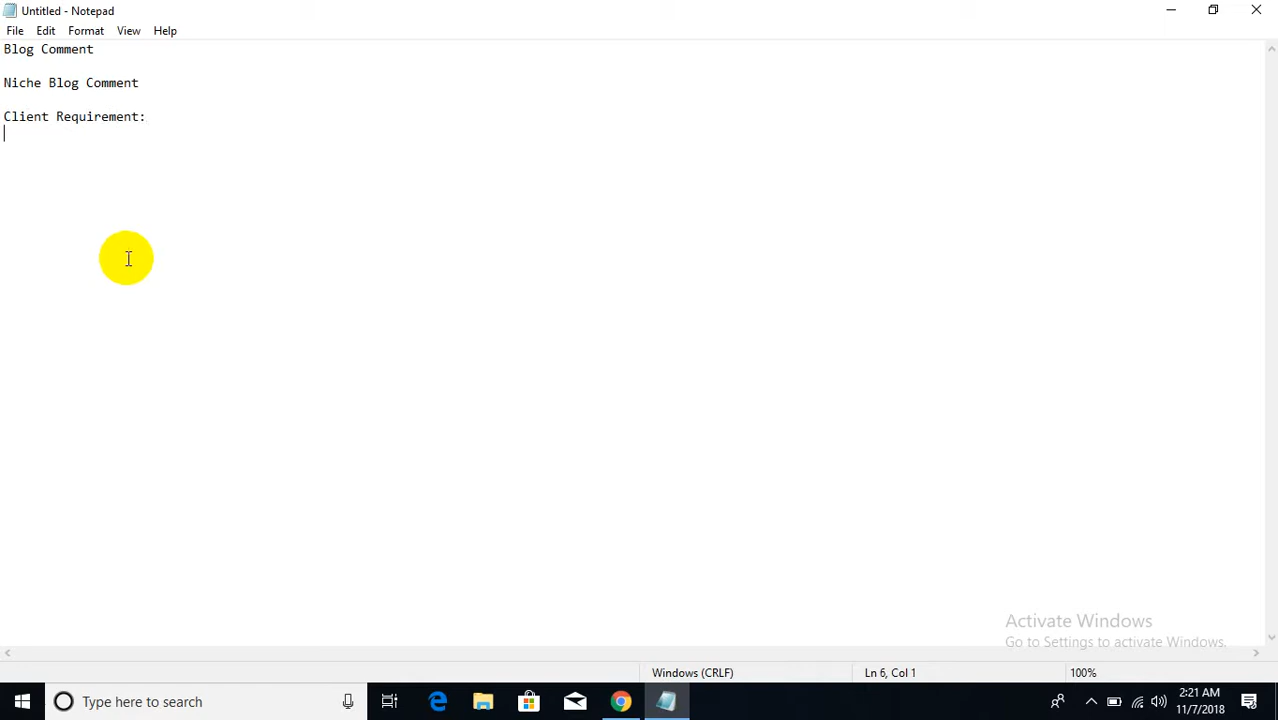 Untitled - Notepad
File Edit Format View Help
Blog Comment
Niche Blog Comment
Client Requirement:
Activate Windows
Go to Settings to activate Windows.
Windows (CRLF) Ln 6, Col 1 100%
Type here to search
2:21 AM
11/7/2018